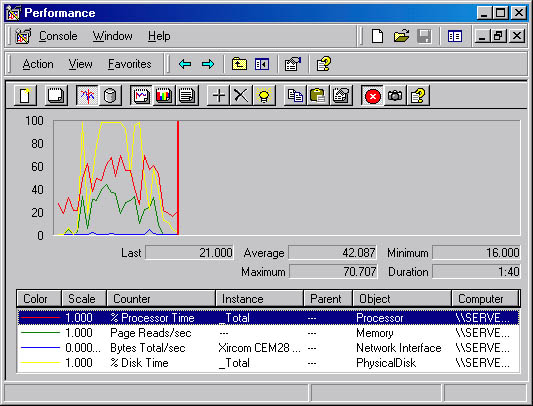 Performance
Console Window Help
Action View Favorites
100
80
60
40
20
0
Last 21.000 Average 42.087 Minimum 16.000
Maximum 70.707 Duration 1:40
Color Scale Counter Instance Parent Object Computer
1.000 % Processor Time _Total --- Processor \\SERVE...
1.000 Page Reads/sec --- --- Memory \\SERVE...
0.000... Bytes Total/sec Xircom CEM28 ... --- Network Interface \\SERVE...
1.000 % Disk Time _Total --- PhysicalDisk \\SERVE...